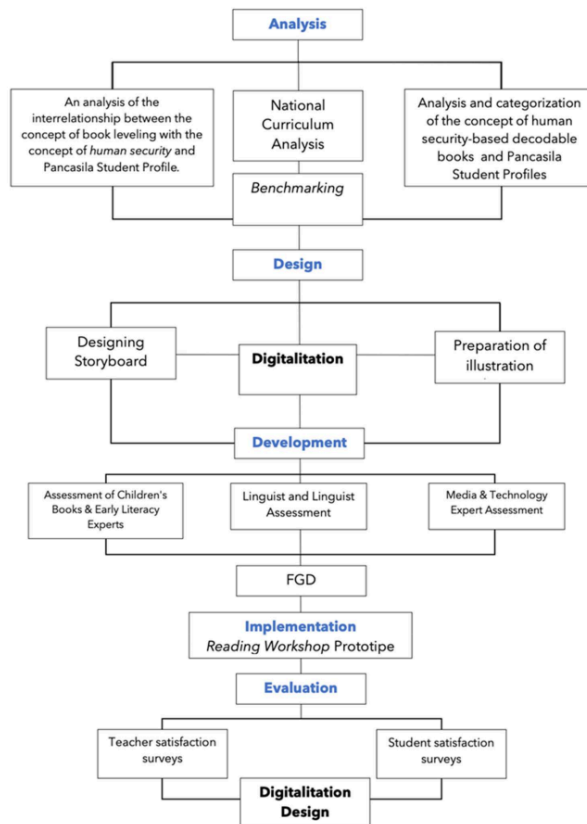 Analysis
An analysis of the
interrelationship between the
concept of book leveling with the
concept of human security and
Pancasila Student Profile.
National
Curriculum
Analysis
Analysis and categorization
of the concept of human
security-based decodable
books and Pancasila
Student Profiles
Benchmarking
Design
Designing
Storyboard
Digitalitation
Preparation of
illustration
Development
Assessment of Children's
Books & Early Literacy
Experts
Linguist and Linguist
Assessment
Media & Technology
Expert Assessment
FGD
Implementation
Reading Workshop Prototipe
Evaluation
Teacher satisfaction
surveys
Student satisfaction
surveys
Digitalitation
Design